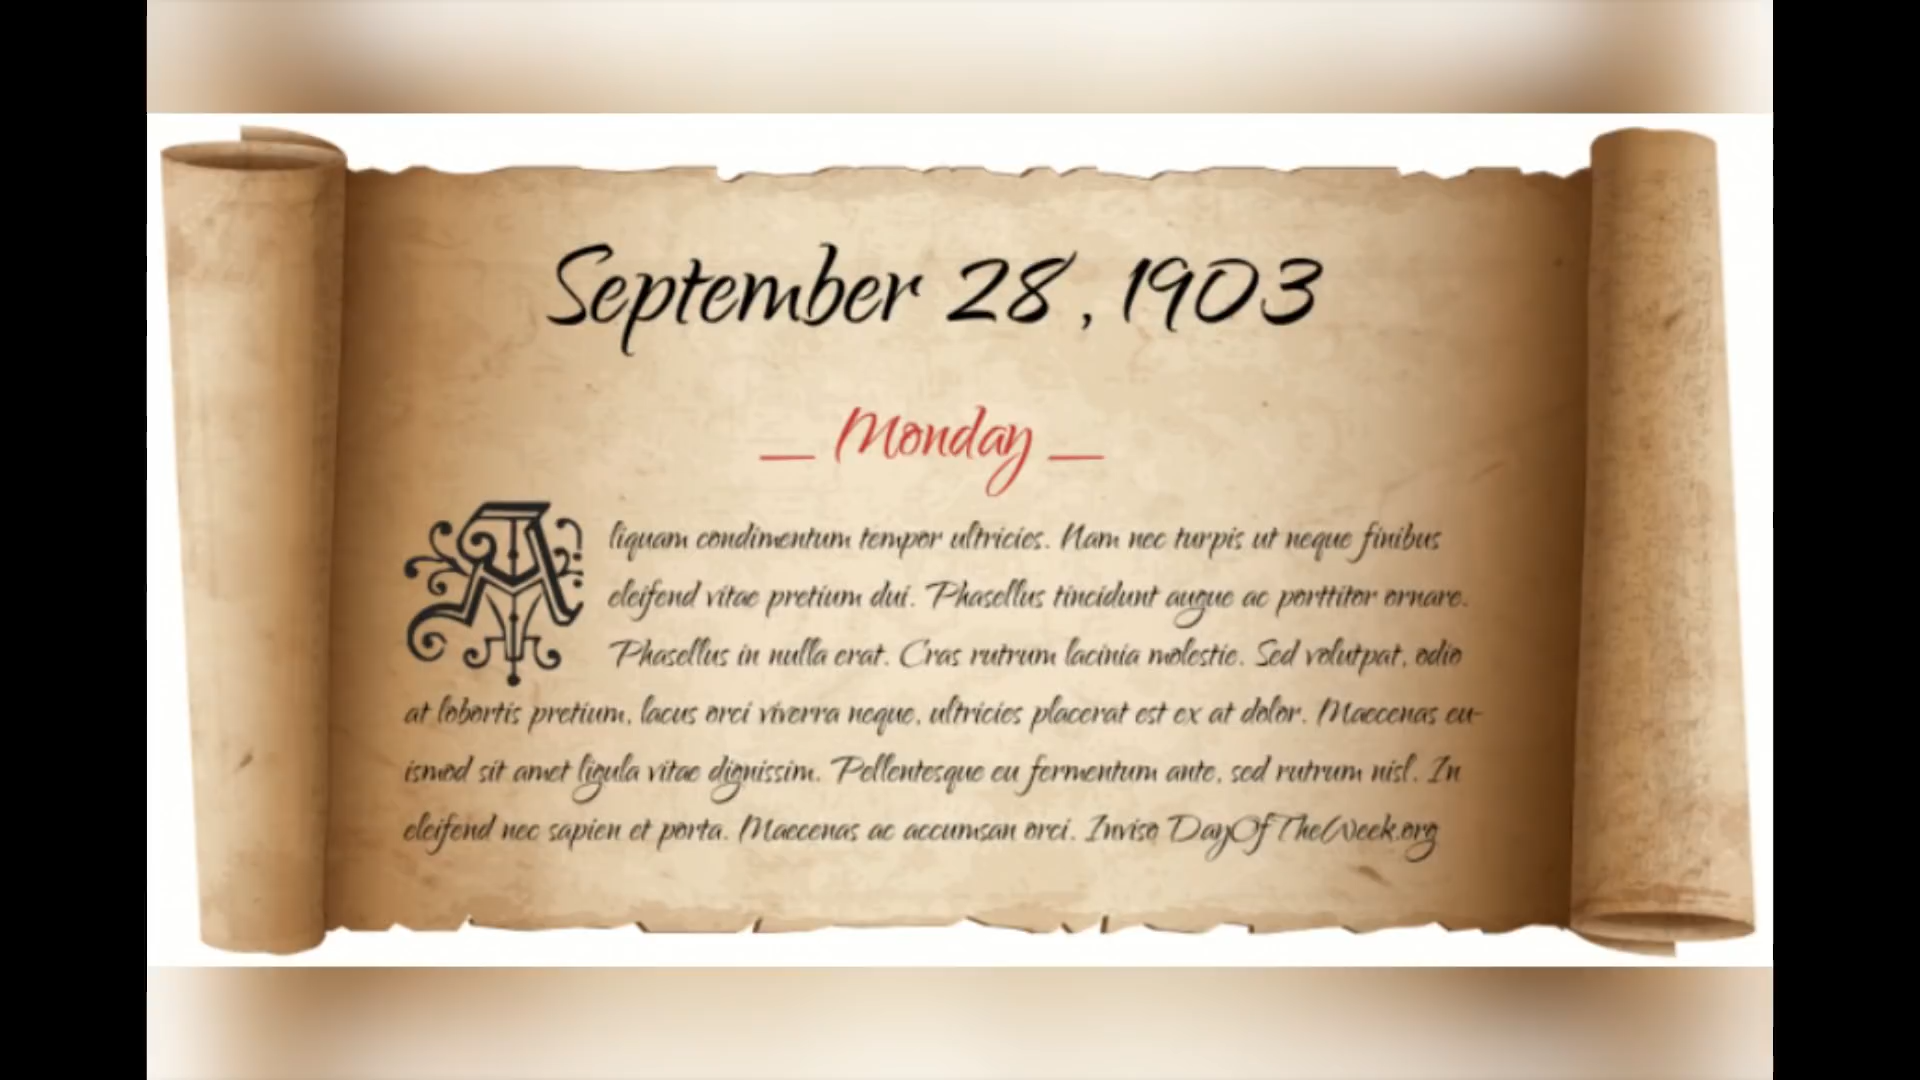 September 28, 1903
_ Monday _
Aliquam condimentum tempor ultricies. Nam nec turpis ut neque finibus
eleifend vitae pretium dui. Phasellus tincidunt augue ac porttitor ornare.
Phasellus in nulla erat. Cras rutrum lacinia molestie. Sed volutpat, odio
at lobortis pretium, lacus orci viverra neque, ultricies placerat est ex at dolor. Maecenas eu-
ismod sit amet ligula vitae dignissim. Pellentesque eu fermentum ante, sed rutrum nisl. In
eleifend nec sapien et porta. Maecenas ac accumsan orci. Inviso DayOfTheWeek.org